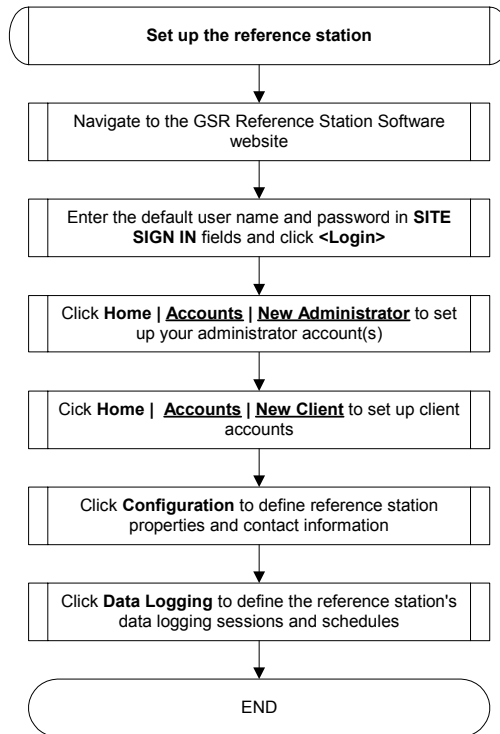 Set up the reference station
Navigate to the GSR Reference Station Software
website
Enter the default user name and password in SITE
SIGN IN fields and click <Login>
Click Home | Accounts | New Administrator to set
up your administrator account(s)
Cick Home | Accounts | New Client to set up client
accounts
Click Configuration to define reference station
properties and contact information
Click Data Logging to define the reference station's
data logging sessions and schedules
END